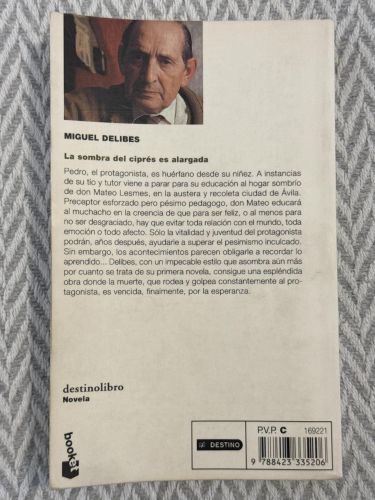 MIGUEL DELIBES
La sombra del ciprés es alargada
Pedro, el protagonista, es huérfano desde su niñez. A instancias
de su tío y tutor viene a parar para su educación al hogar sombrío
de don Mateo Lesmes, en la austera y recoleta ciudad de Ávila.
Preceptor esforzado pero pésimo pedagogo, don Mateo educará
al muchacho en la creencia de que para ser feliz, o al menos para
no ser desgraciado, hay que evitar toda relación con el mundo, toda
emoción o todo afecto. Sólo la vitalidad y juventud del protagonista
podrán, años después, ayudarle a superar el pesimismo inculcado.
Sin embargo, los acontecimientos parecen obligarle a recordar lo
aprendido... Delibes, con un impecable estilo que asombra aún más
por cuanto se trata de su primera novela, consigue una espléndida
obra donde la muerte, que rodea y golpea constantemente al pro-
tagonista, es vencida, finalmente, por la esperanza.
destinolibro
Novela
booket
DESTINO
P.V.P. C 169221
9 788423 335206